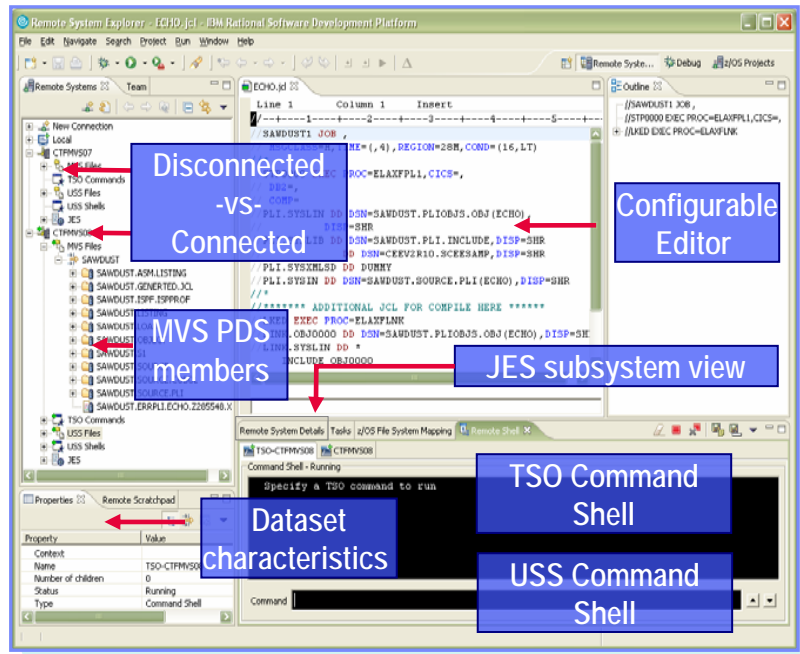 Remote System Explorer - ECHO.jcl - IBM Rational Software Development Platform
File Edit Navigate Search Project Run Window Help
Remote Syste... Debug z/OS Projects
Remote Systems Team
New Connection
Local
CTFMVS07
MVS Files
TSO Commands
USS Files
USS Shells
JES
MVS Files
SAWDUST
SAWDUST.ASM.LISTING
SAWDUST.GENERTED.JCL
SAWDUST.ISPF.ISPPROF
SAWDUST.SOURCE.PLI
SAWDUST.ERRPLI.ECHO.Z285548.X
TSO Commands
USS Files
USS Shells
JES
Disconnected
-vs-
Connected
MVS PDS
members
ECHO.jcl
Line 1 Column 1 Insert
//--+----1----+----2----+----3----+----4----+----5----+--
//SAWDUST1 JOB ,
(,4),REGION=28M,COND=(16,LT)
PROC=ELAXFPL1,CICS=,
// DB2=,
// COMP=
//PLI.SYSLIN DD DSN=SAWDUST.PLIOBJS.OBJ(ECHO),
DISP=SHR
DD DSN=SAWDUST.PLI.INCLUDE,DISP=SHR
DD DSN=CEEV2R10.SCEESAMP,DISP=SHR
//PLI.SYSXMLSD DD DUMMY
//PLI.SYSIN DD DSN=SAWDUST.SOURCE.PLI(ECHO),DISP=SHR
//*
//******* ADDITIONAL JCL FOR COMPILE HERE ******
EXEC PROC=ELAXFLNK
//LINK.OBJ0000 DD DSN=SAWDUST.PLIOBJS.OBJ(ECHO),DISP=SH
//LINK.SYSLIN DD *
INCLUDE OBJ0000
Outline
//SAWDUST1 JOB ,
//STP0000 EXEC PROC=ELAXFPL1,CICS=,
//LKED EXEC PROC=ELAXFLNK
Configurable
Editor
JES subsystem view
Remote System Details Tasks z/OS File System Mapping Remote Shell
TSO-CTFMVS08 CTFMVS08
Command Shell - Running
Specify a TSO command to run
TSO Command
Shell
USS Command
Shell
Command
Properties Remote Scratchpad
Property Value
Context
Name TSO-CTFMVS08
Number of children 0
Status Running
Type Command Shell
Dataset
characteristics